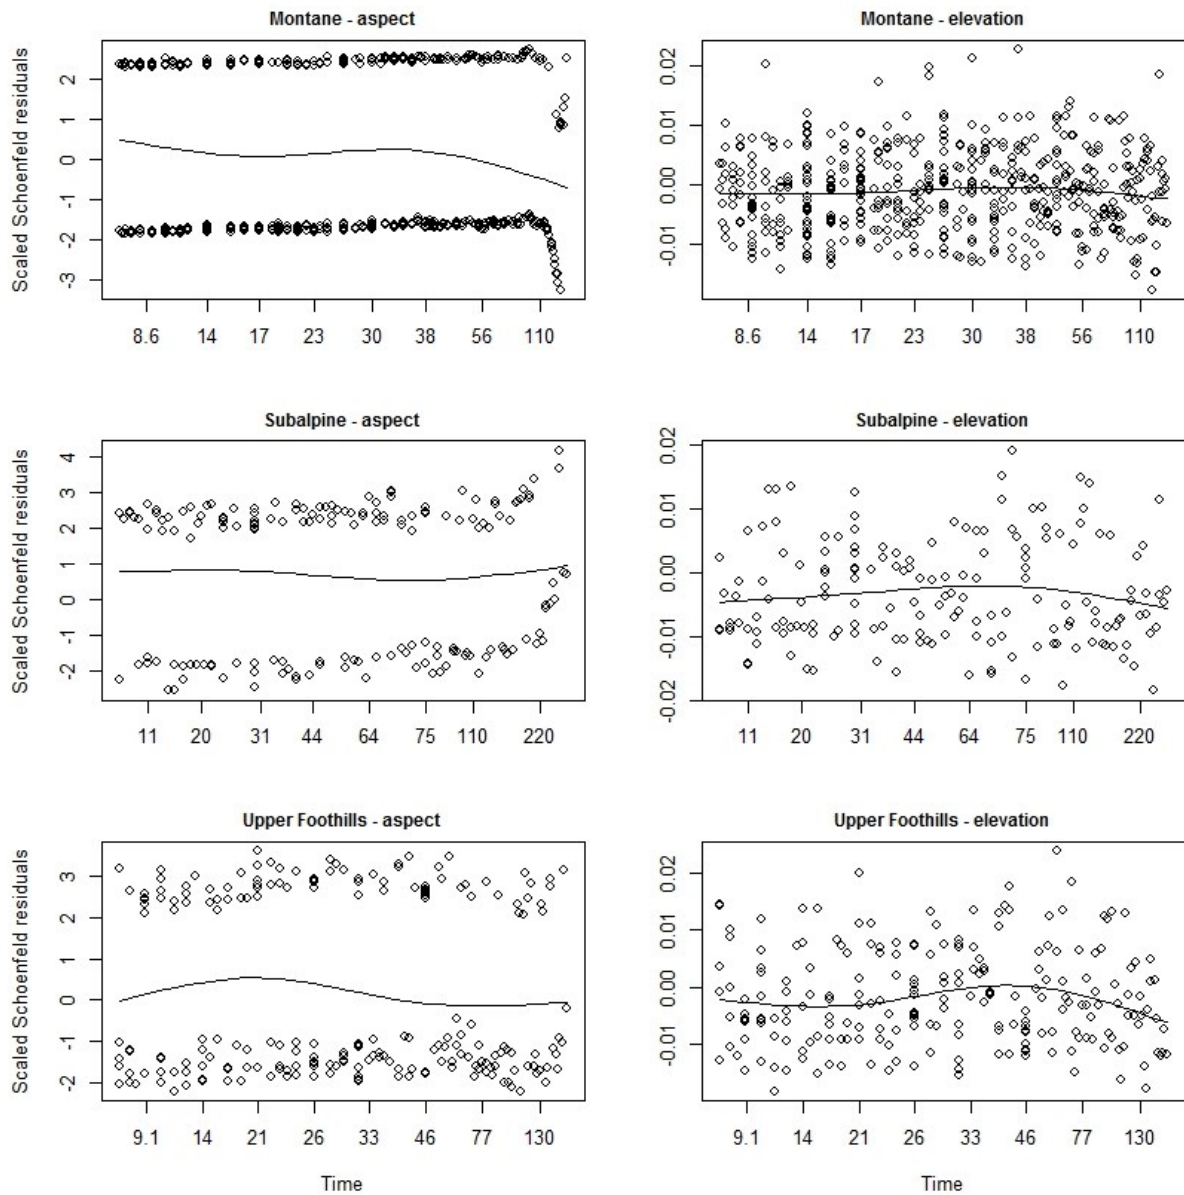 Montane - aspect
Scaled Schoenfeld residuals
2
1
0
-1
-2
-3
8.6 14 17 23 30 38 56 110
Montane - elevation
0.02
0.01
0.00
-0.01
8.6 14 17 23 30 38 56 110
Subalpine - aspect
Scaled Schoenfeld residuals
4
3
2
1
0
-1
-2
11 20 31 44 64 75 110 220
Subalpine - elevation
0.02
0.01
0.00
-0.01
-0.02
11 20 31 44 64 75 110 220
Upper Foothills - aspect
Scaled Schoenfeld residuals
3
2
1
0
-1
-2
9.1 14 21 26 33 46 77 130
Time
Upper Foothills - elevation
0.02
0.01
0.00
-0.01
9.1 14 21 26 33 46 77 130
Time